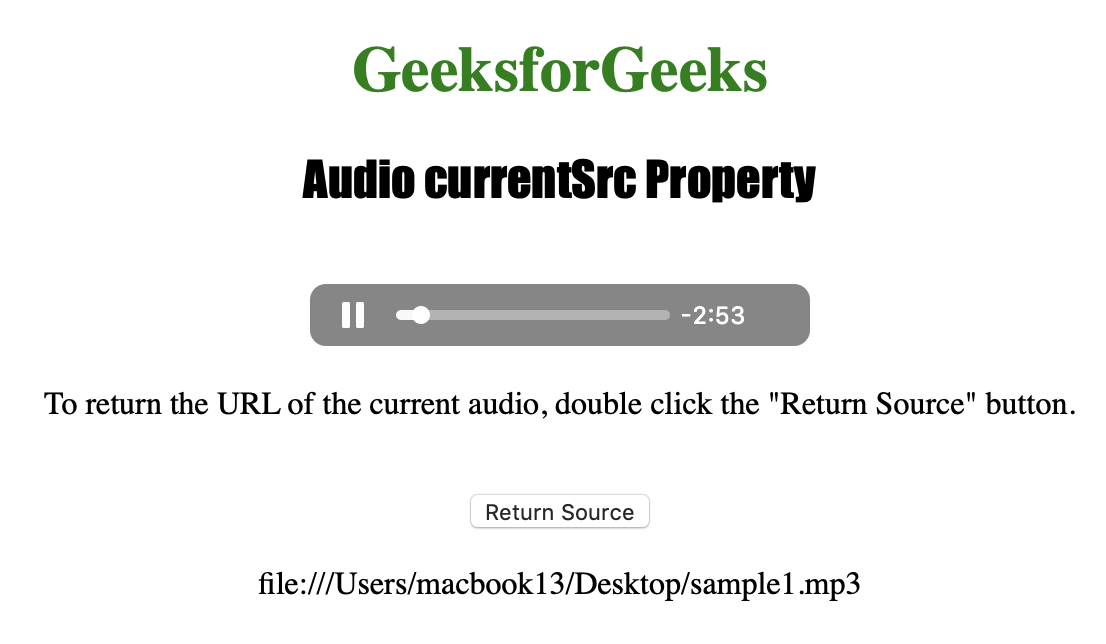 GeeksforGeeks
Audio currentSrc Property
-2:53
To return the URL of the current audio, double click the "Return Source" button.
Return Source
file:///Users/macbook13/Desktop/sample1.mp3